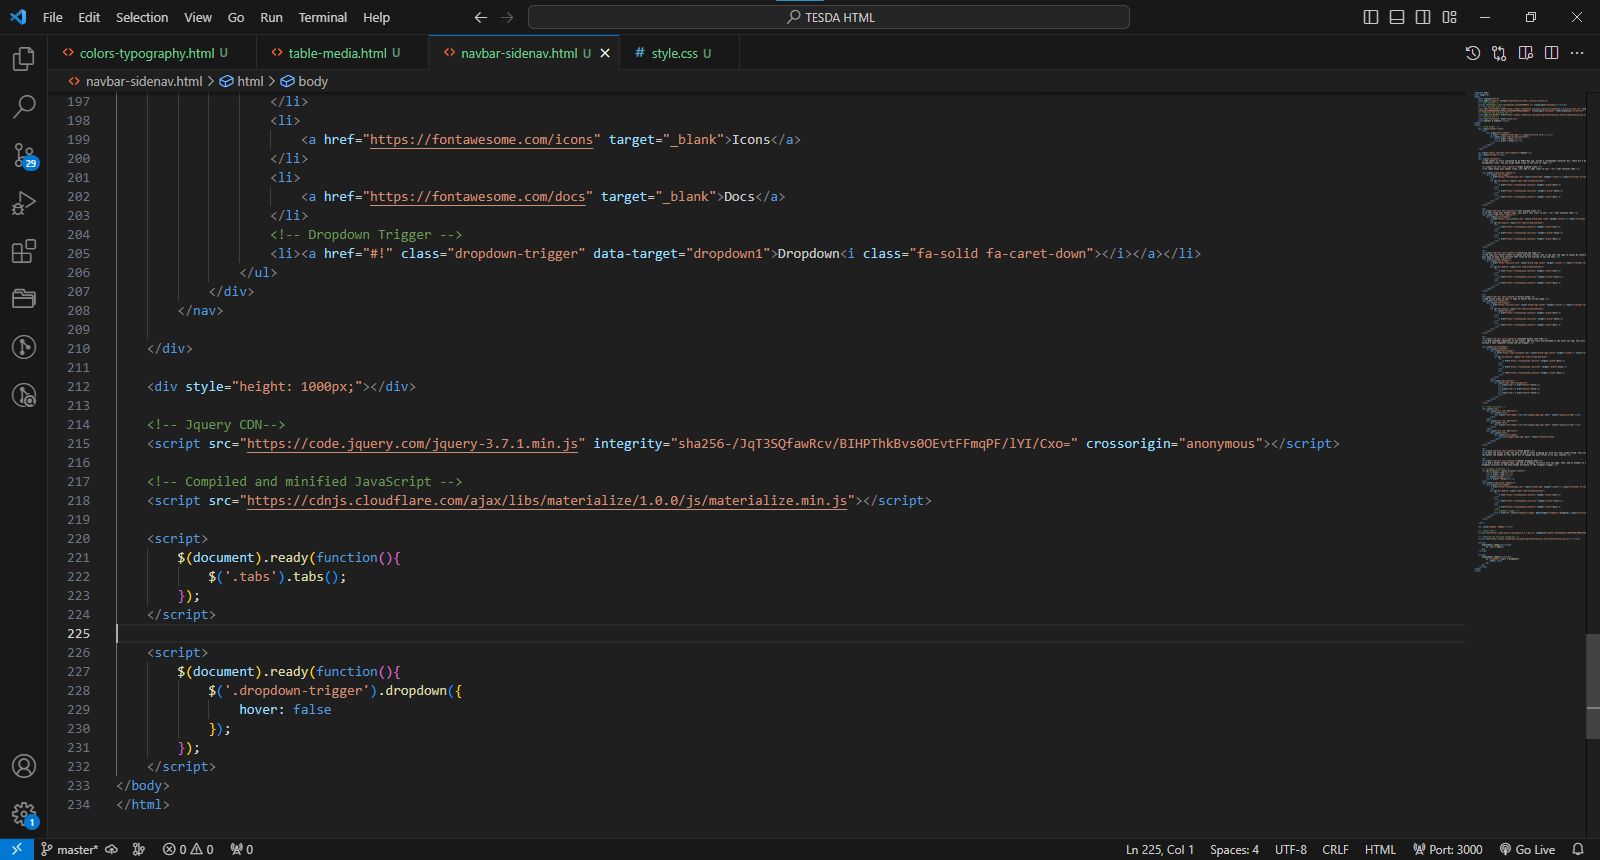 File Edit Selection View Go Run Terminal Help
TESDA HTML
colors-typography.html U
table-media.html U
navbar-sidenav.html U
style.css U
navbar-sidenav.html > html > body
197 </li>
198 <li>
199 <a href="https://fontawesome.com/icons" target="_blank">Icons</a>
200 </li>
201 <li>
202 <a href="https://fontawesome.com/docs" target="_blank">Docs</a>
203 </li>
204 <!-- Dropdown Trigger -->
205 <li><a href="#!" class="dropdown-trigger" data-target="dropdown1">Dropdown<i class="fa-solid fa-caret-down"></i></a></li>
206 </ul>
207 </div>
208 </nav>
209
210 </div>
211
212 <div style="height: 1000px;"></div>
213
214 <!-- Jquery CDN-->
215 <script src="https://code.jquery.com/jquery-3.7.1.min.js" integrity="sha256-/JqT3SQfawRcv/BIHPThkBvs0OEvtFFmqPF/lYI/Cxo=" crossorigin="anonymous"></script>
216
217 <!-- Compiled and minified JavaScript -->
218 <script src="https://cdnjs.cloudflare.com/ajax/libs/materialize/1.0.0/js/materialize.min.js"></script>
219
220 <script>
221 $(document).ready(function(){
222 $('.tabs').tabs();
223 });
224 </script>
225
226 <script>
227 $(document).ready(function(){
228 $('.dropdown-trigger').dropdown({
229 hover: false
230 });
231 });
232 </script>
233 </body>
234 </html>
29
1
master* 0 0 0 Ln 225, Col 1 Spaces: 4 UTF-8 CRLF HTML Port: 3000 Go Live